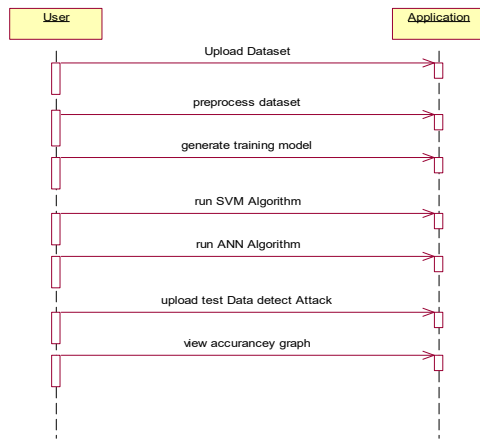 User
Application
Upload Dataset
preprocess dataset
generate training model
run SVM Algorithm
run ANN Algorithm
upload test Data detect Attack
view accurancey graph